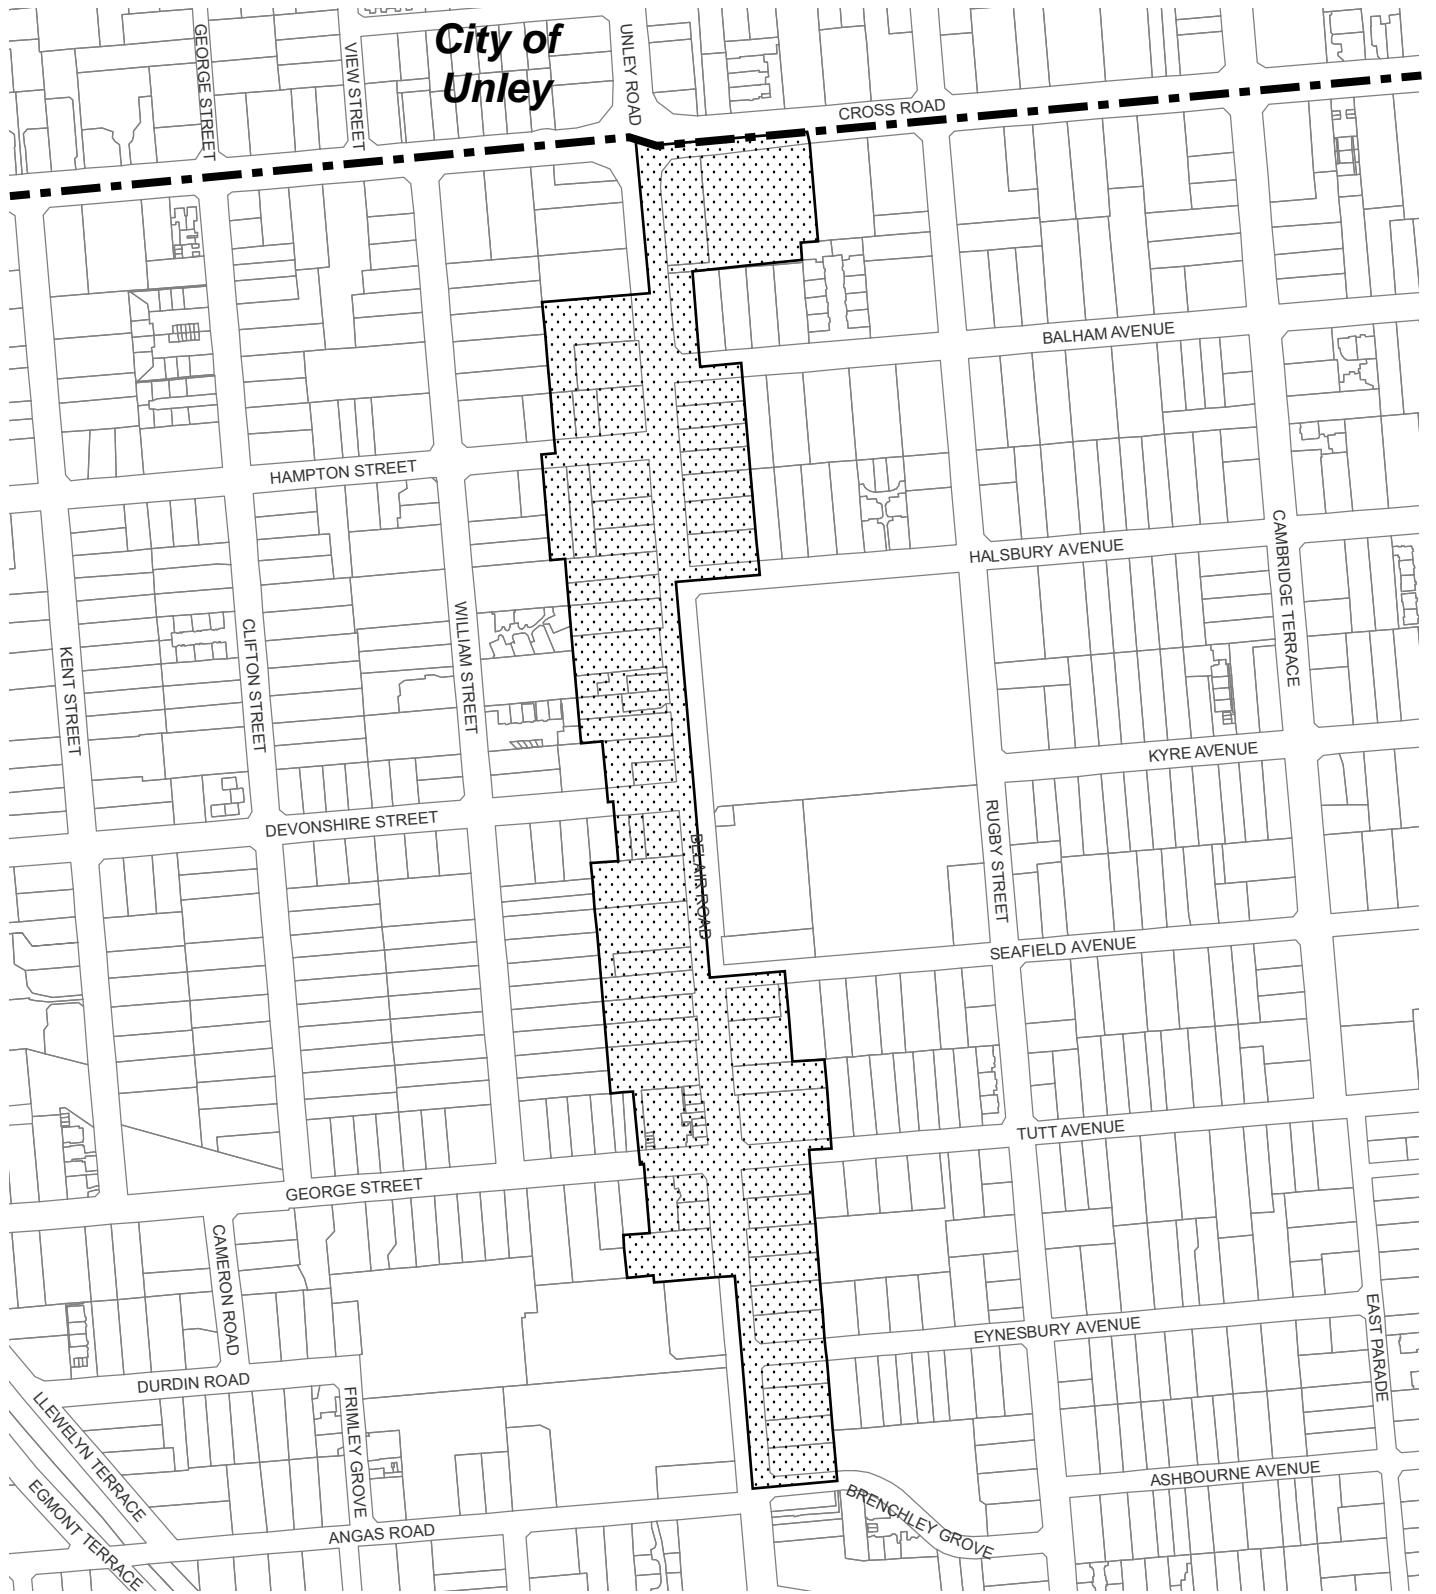 City of
Unley
GEORGE STREET
VIEW STREET
UNLEY ROAD
CROSS ROAD
BALHAM AVENUE
HAMPTON STREET
HALSBURY AVENUE
CAMBRIDGE TERRACE
KENT STREET
CLIFTON STREET
WILLIAM STREET
KYRE AVENUE
DEVONSHIRE STREET
BELAIR ROAD
RUGBY STREET
SEAFIELD AVENUE
TUTT AVENUE
GEORGE STREET
CAMERON ROAD
EYNESBURY AVENUE
EAST PARADE
DURDIN ROAD
LLEWELYN TERRACE
FRIMLEY GROVE
ASHBOURNE AVENUE
EGMONT TERRACE
ANGAS ROAD
BRENCHLEY GROVE